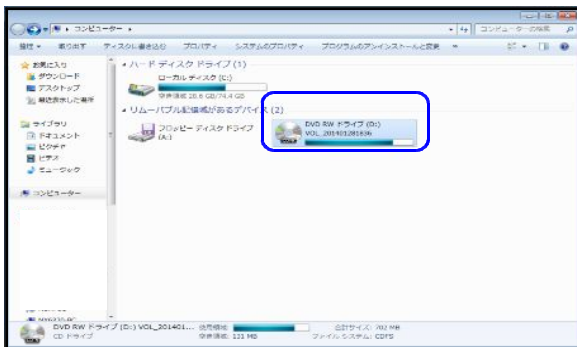 コンピューター
コンピューターの検索
整理
取り出す
ディスクに書き込む
プロパティ
システムのプロパティ
プログラムのアンインストールと変更
お気に入り
ダウンロード
デスクトップ
最近表示した場所
ライブラリ
ドキュメント
ピクチャ
ビデオ
ミュージック
コンピューター
ハード ディスク ドライブ (1)
ローカル ディスク (C:)
空き領域 28.6 GB/74.4 GB
リムーバブル記憶域があるデバイス (2)
フロッピー ディスク ドライブ
(A:)
DVD RW ドライブ (D:)
VOL_201401281836
DVD RW ドライブ (D:) VOL_201401...
使用領域:
合計サイズ: 702 MB
CD ドライブ
空き領域: 131 MB
ファイル システム: CDFS